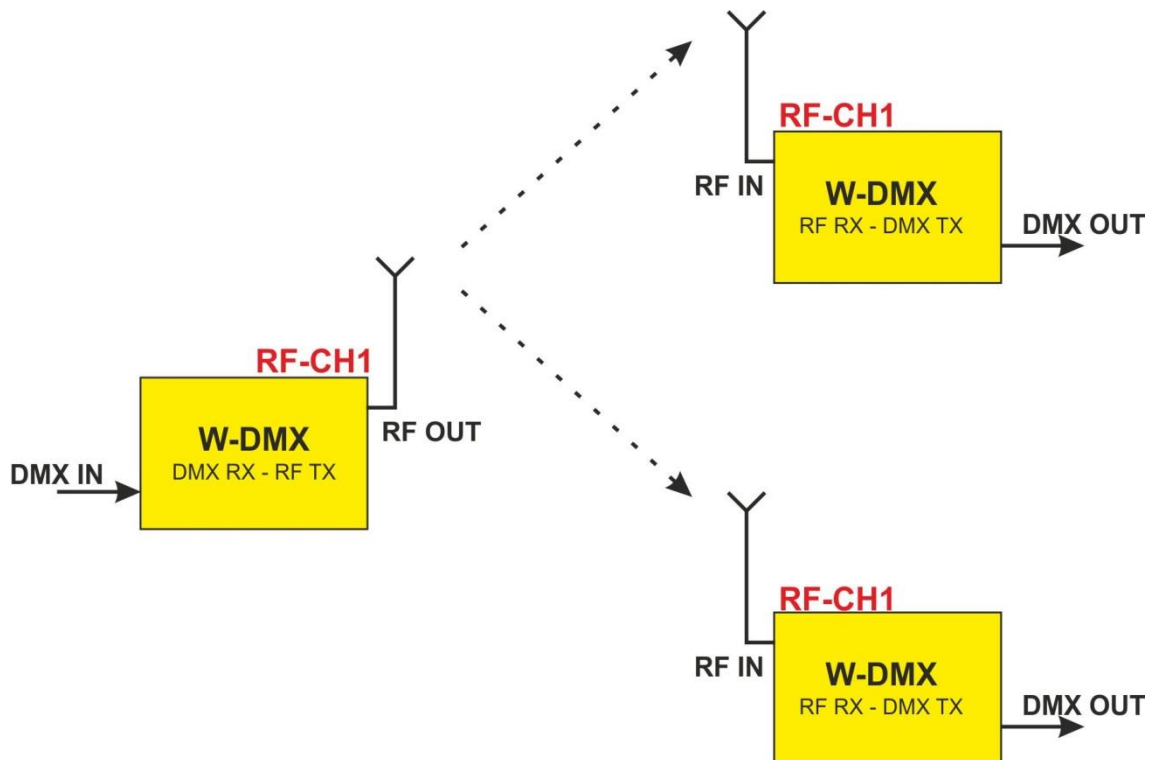 RF-CH1
RF IN
W-DMX
RF RX - DMX TX
DMX OUT
RF-CH1
RF OUT
W-DMX
DMX RX - RF TX
DMX IN
RF-CH1
RF IN
W-DMX
RF RX - DMX TX
DMX OUT